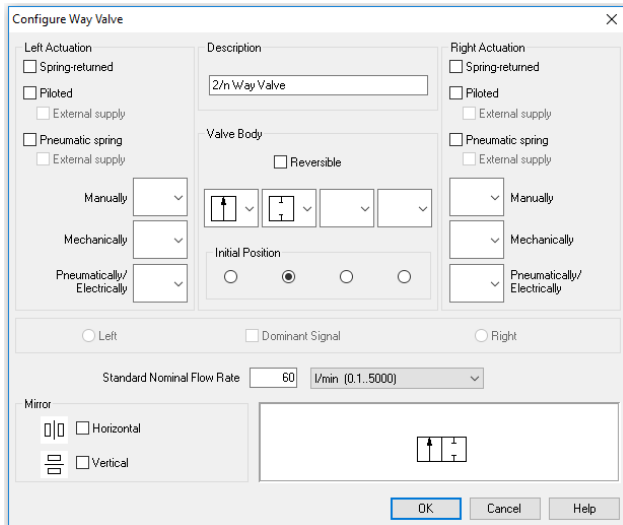 Configure Way Valve
Left Actuation
Spring-returned
Piloted
External supply
Pneumatic spring
External supply
Manually
Mechanically
Pneumatically/
Electrically
Description
2/n Way Valve
Valve Body
Reversible
Initial Position
Right Actuation
Spring-returned
Piloted
External supply
Pneumatic spring
External supply
Manually
Mechanically
Pneumatically/
Electrically
Left
Dominant Signal
Right
Standard Nominal Flow Rate 60 l/min (0.1..5000)
Mirror
Horizontal
Vertical
OK Cancel Help